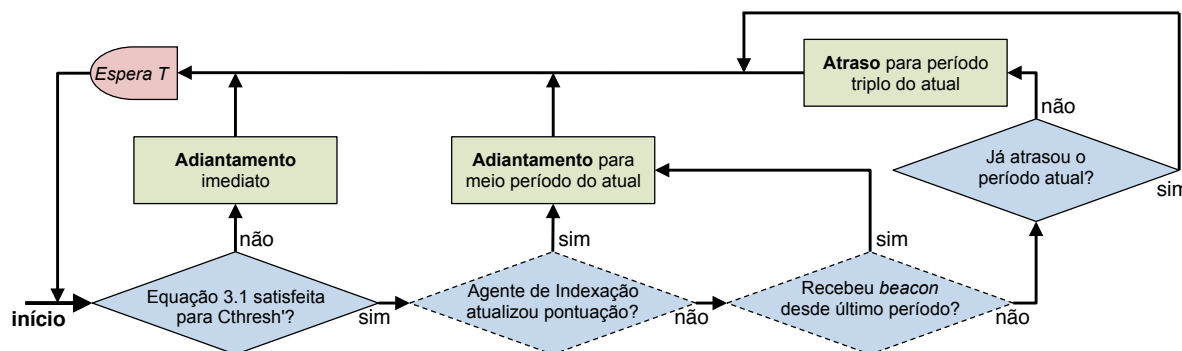 Espera T
Atraso para período
triplo do atual
não
Adiantamento
imediato
Adiantamento para
meio período do atual
Já atrasou o
período atual?
sim
não
sim
sim
Equação 3.1 satisfeita
para Cthresh'?
Agente de Indexação
atualizou pontuação?
Recebeu beacon
desde último período?
início
sim
não
não